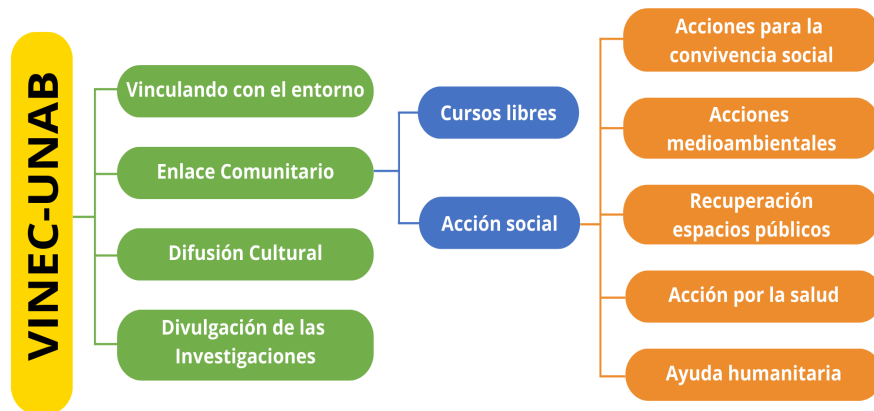 VINEC-UNAB
Vinculando con el entorno
Enlace Comunitario
Difusión Cultural
Divulgación de las
Investigaciones
Cursos libres
Acción social
Acciones para la
convivencia social
Acciones
medioambientales
Recuperación
espacios públicos
Acción por la salud
Ayuda humanitaria